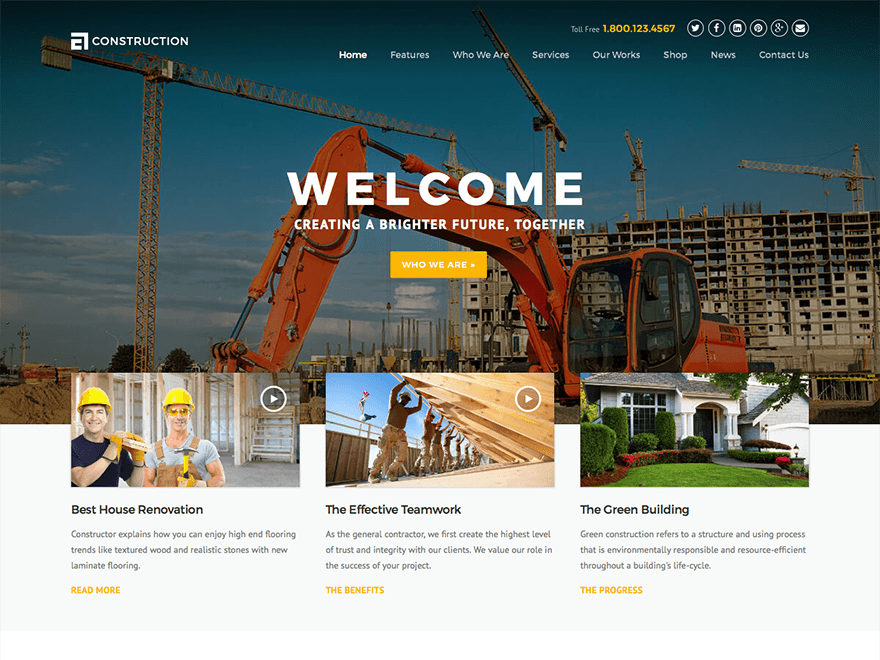 Toll Free 1.800.123.4567
CONSTRUCTION
Home Features Who We Are Services Our Works Shop News Contact Us
WELCOME
CREATING A BRIGHTER FUTURE, TOGETHER
WHO WE ARE »
Best House Renovation
Constructor explains how you can enjoy high end flooring
trends like textured wood and realistic stones with new
laminate flooring.
READ MORE
The Effective Teamwork
As the general contractor, we first create the highest level
of trust and integrity with our clients. We value our role in
the success of your project.
THE BENEFITS
The Green Building
Green construction refers to a structure and using process
that is environmentally responsible and resource-efficient
throughout a building's life-cycle.
THE PROGRESS